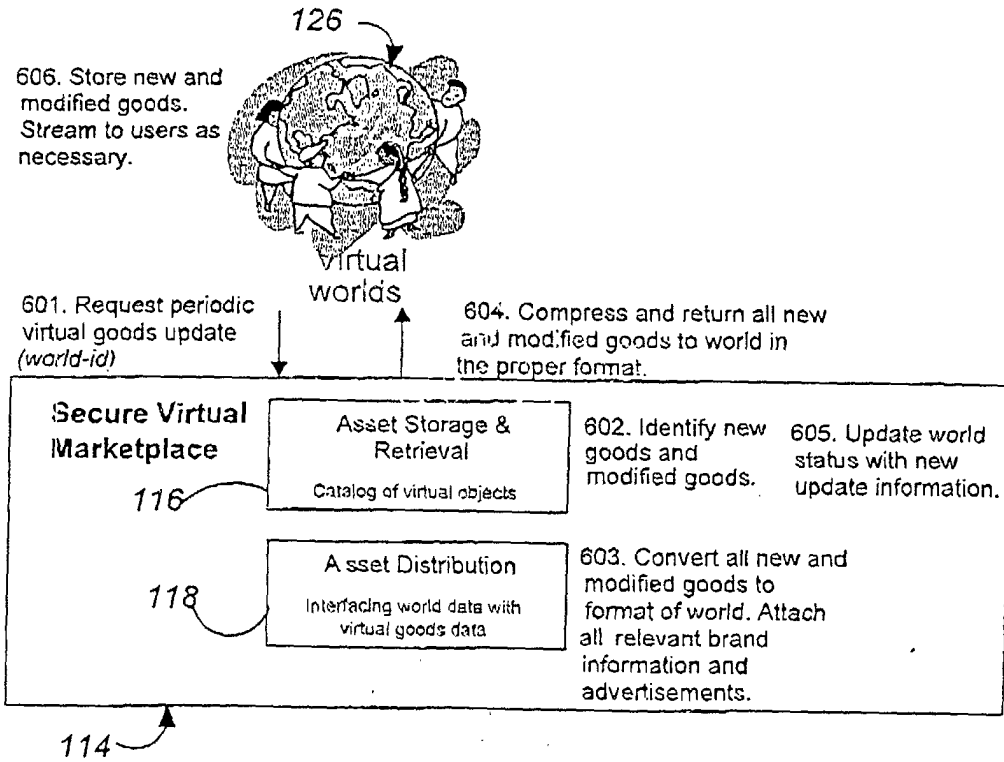 126
606. Store new and
modified goods.
Stream to users as
necessary.
virtual
worlds
601. Request periodic
virtual goods update
(world-id)
604. Compress and return all new
and modified goods to world in
the proper format.
Secure Virtual
Marketplace
Asset Storage &
Retrieval
Catalog of virtual objects
602. Identify new
goods and
modified goods.
605. Update world
status with new
update information.
116
Asset Distribution
Interfacing world data with
virtual goods data
603. Convert all new and
modified goods to
format of world. Attach
all relevant brand
information and
advertisements.
118
114